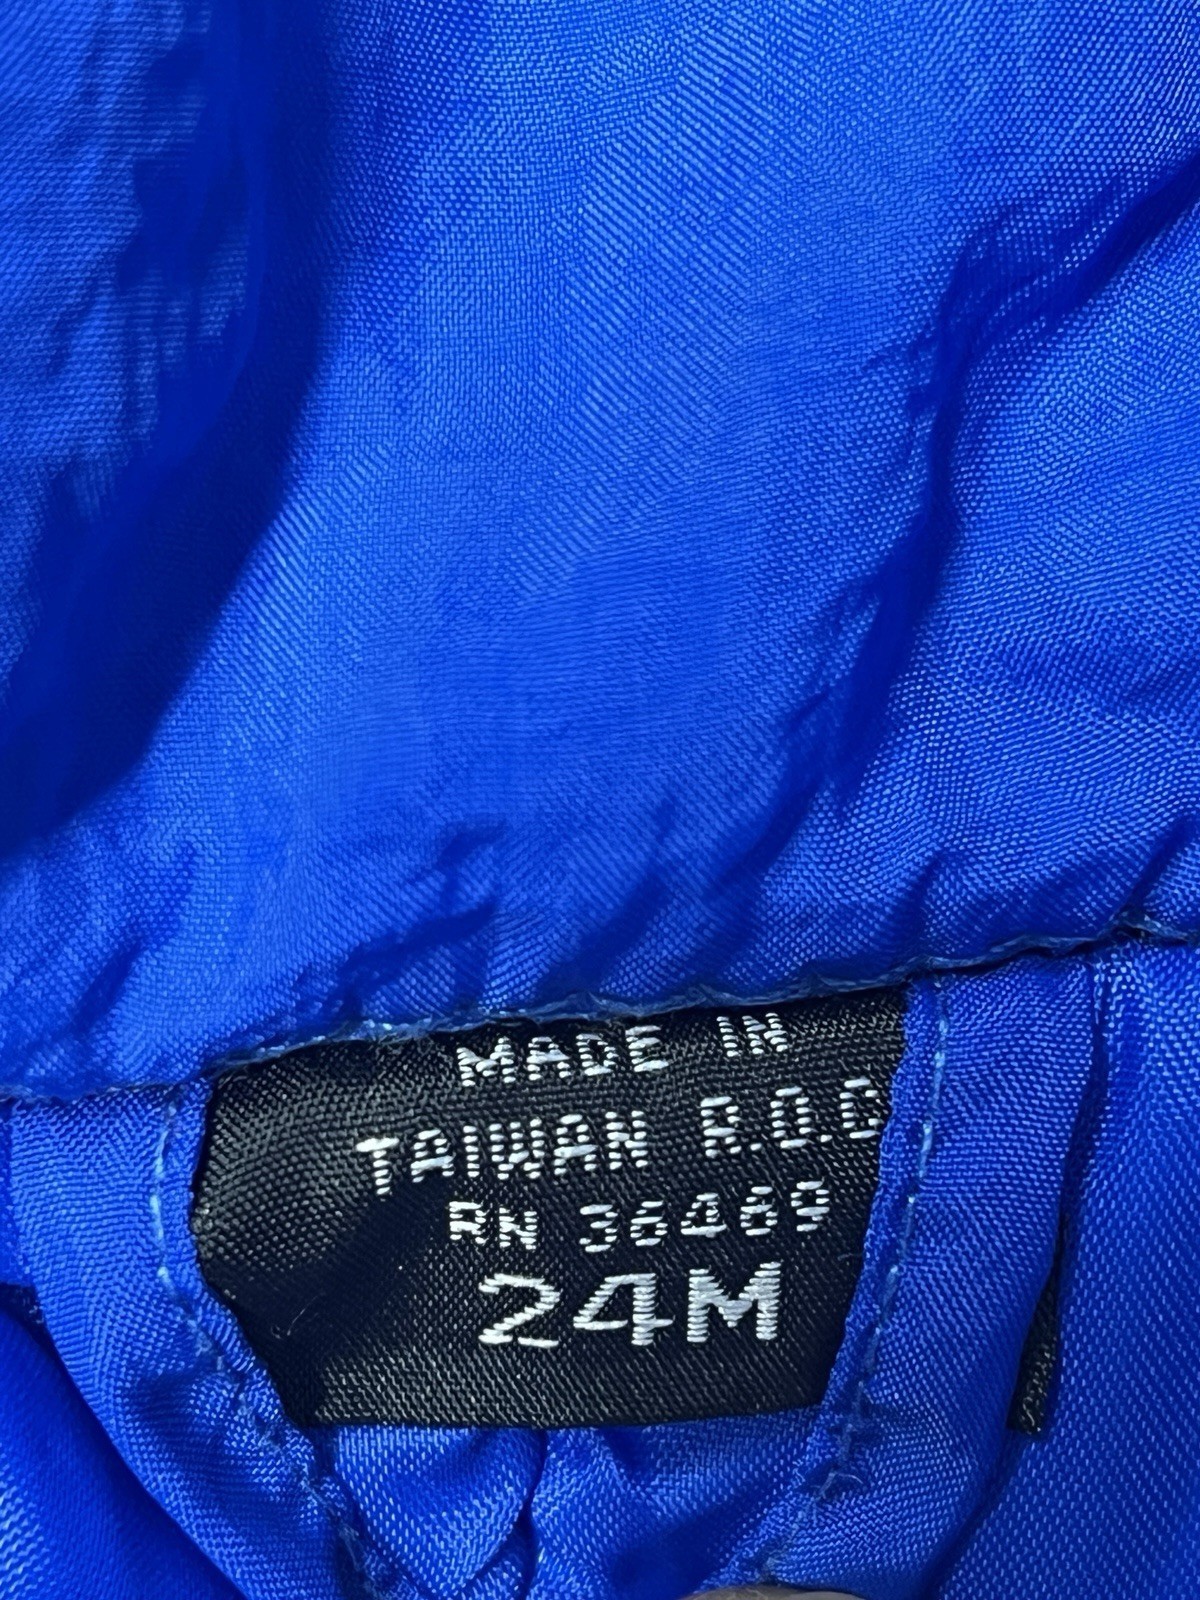 MADE IN
TAIWAN R.O.C
RN 36469
24M